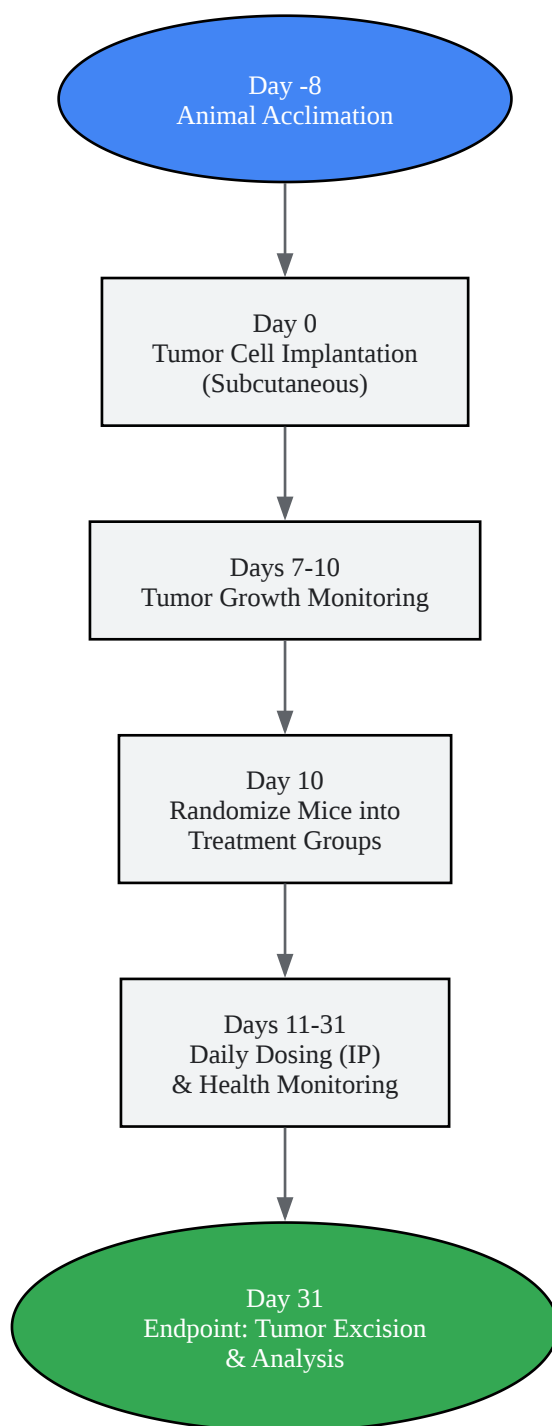 Day -8
Animal Acclimation
Day 0
Tumor Cell Implantation
(Subcutaneous)
Days 7-10
Tumor Growth Monitoring
Day 10
Randomize Mice into
Treatment Groups
Days 11-31
Daily Dosing (IP)
& Health Monitoring
Day 31
Endpoint: Tumor Excision
& Analysis